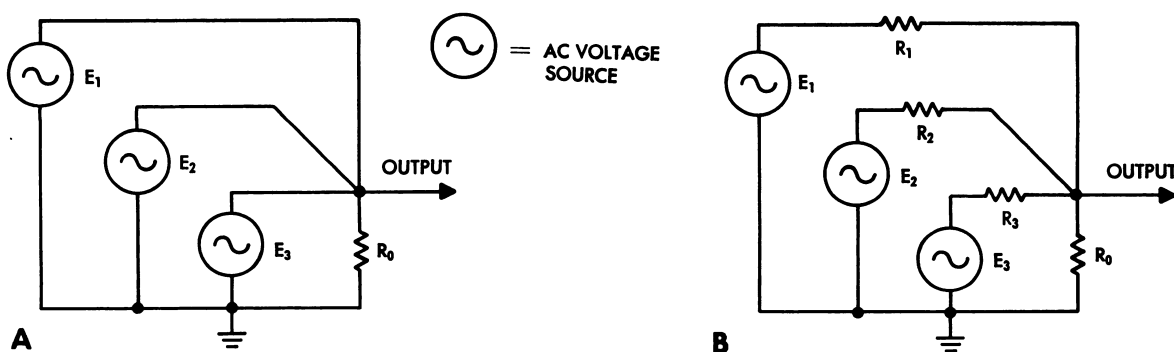 E₁
E₂
E₃
R₀
OUTPUT
A
= AC VOLTAGE
SOURCE
R₁
E₁
R₂
E₂
R₃
E₃
R₀
OUTPUT
B